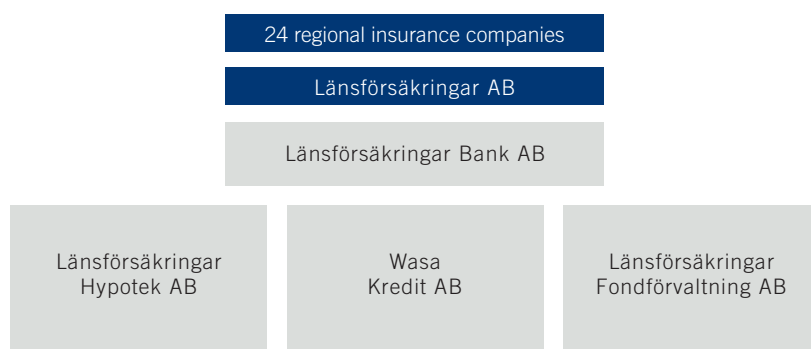 24 regional insurance companies
Länsförsäkringar AB
Länsförsäkringar Bank AB
Länsförsäkringar
Hypotek AB
Wasa
Kredit AB
Länsförsäkringar
Fondförvaltning AB